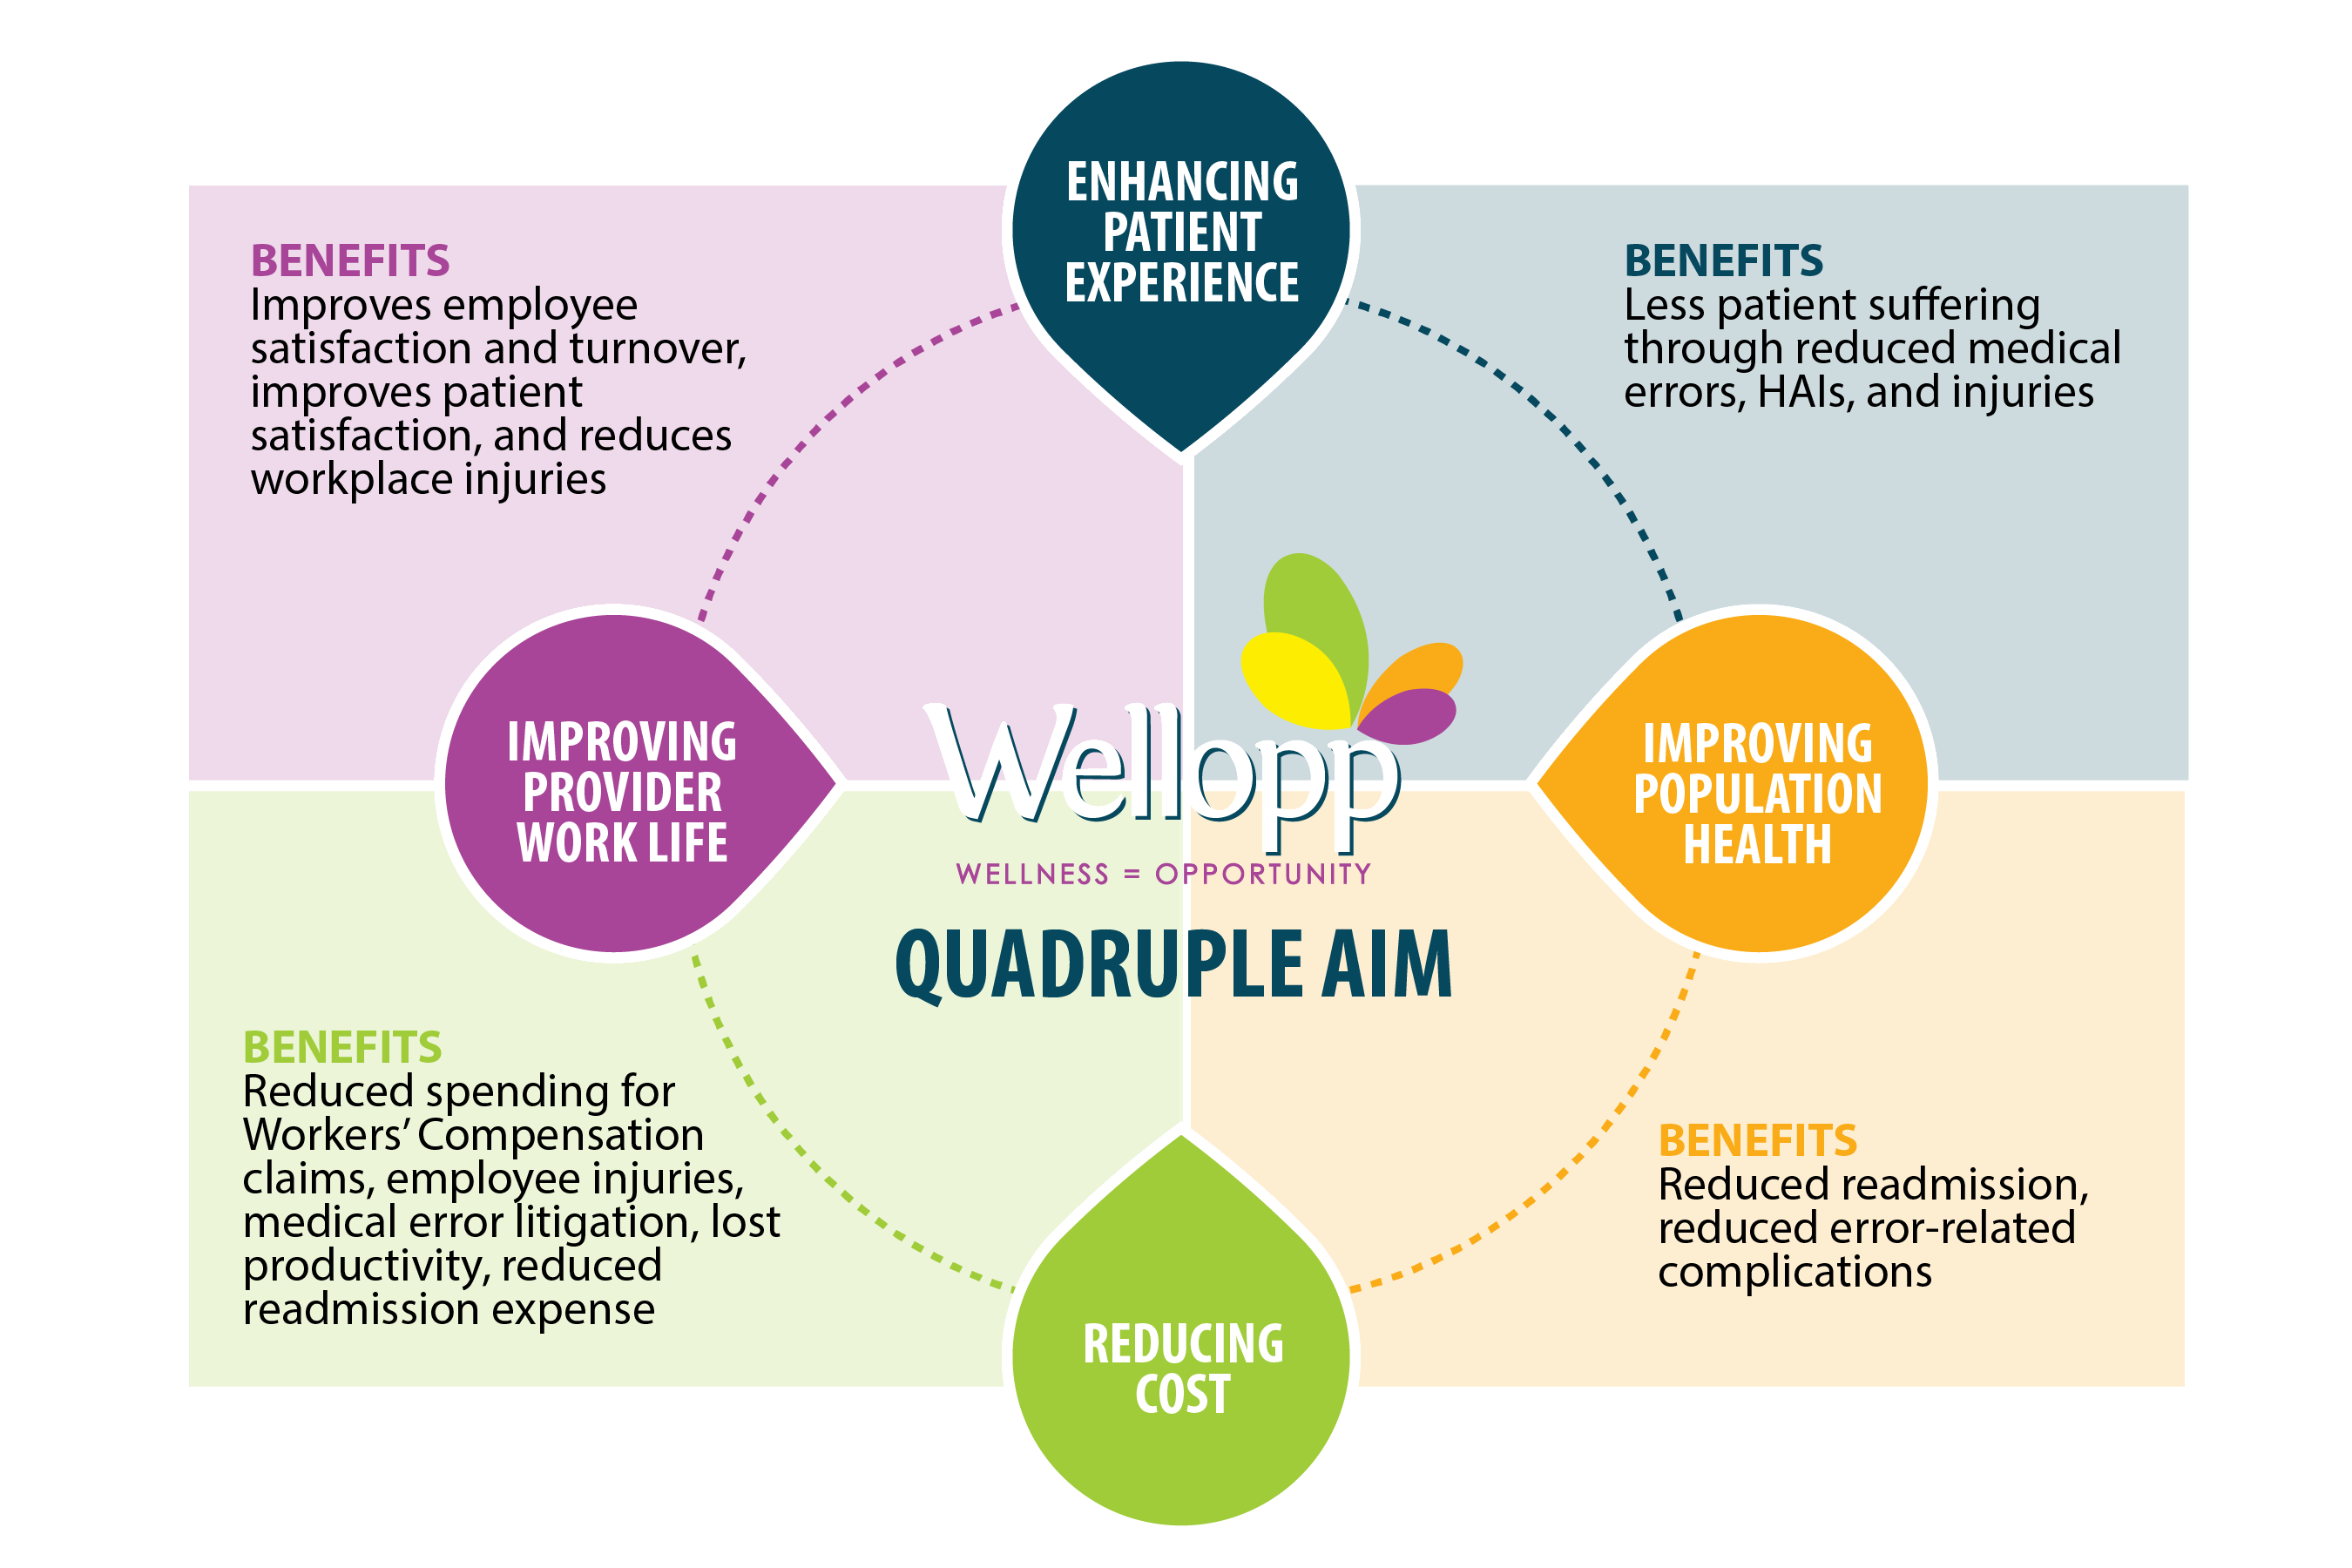 ENHANCING
PATIENT
EXPERIENCE
BENEFITS
Improves employee
satisfaction and turnover,
improves patient
satisfaction, and reduces
workplace injuries
BENEFITS
Less patient suffering
through reduced medical
errors, HAIs, and injuries
IMPROVING
PROVIDER
WORK LIFE
Wellopp
WELLNESS = OPPORTUNITY
QUADRUPLE AIM
IMPROVING
POPULATION
HEALTH
BENEFITS
Reduced spending for
Workers’ Compensation
claims, employee injuries,
medical error litigation, lost
productivity, reduced
readmission expense
BENEFITS
Reduced readmission,
reduced error-related
complications
REDUCING
COST